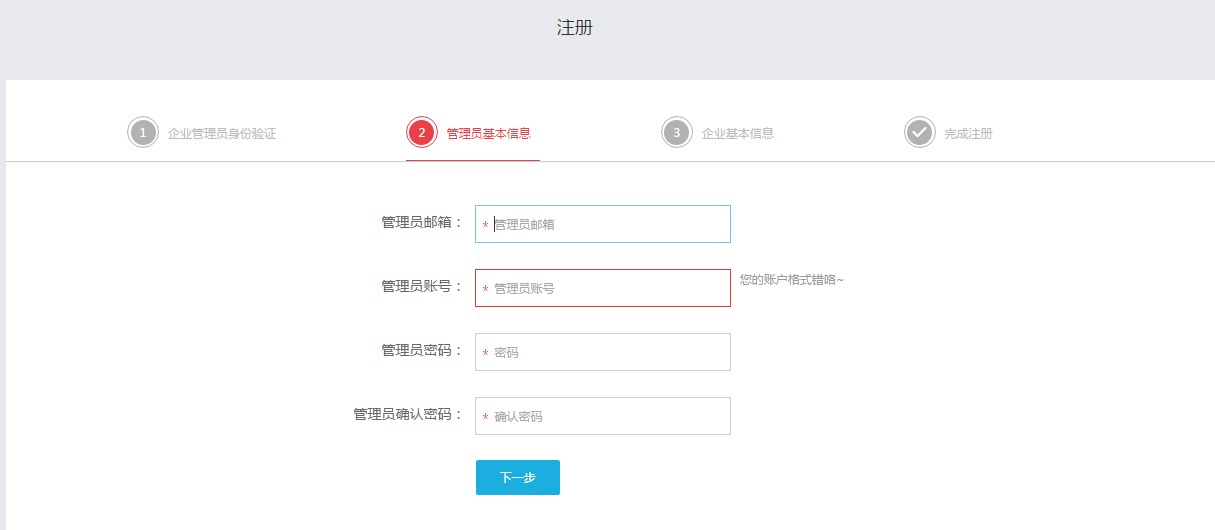 注册
1 企业管理员身份验证 2 管理员基本信息 3 企业基本信息 完成注册
管理员邮箱： * 管理员邮箱
管理员账号： * 管理员账号 您的账户格式错咯~
管理员密码： * 密码
管理员确认密码： * 确认密码
下一步